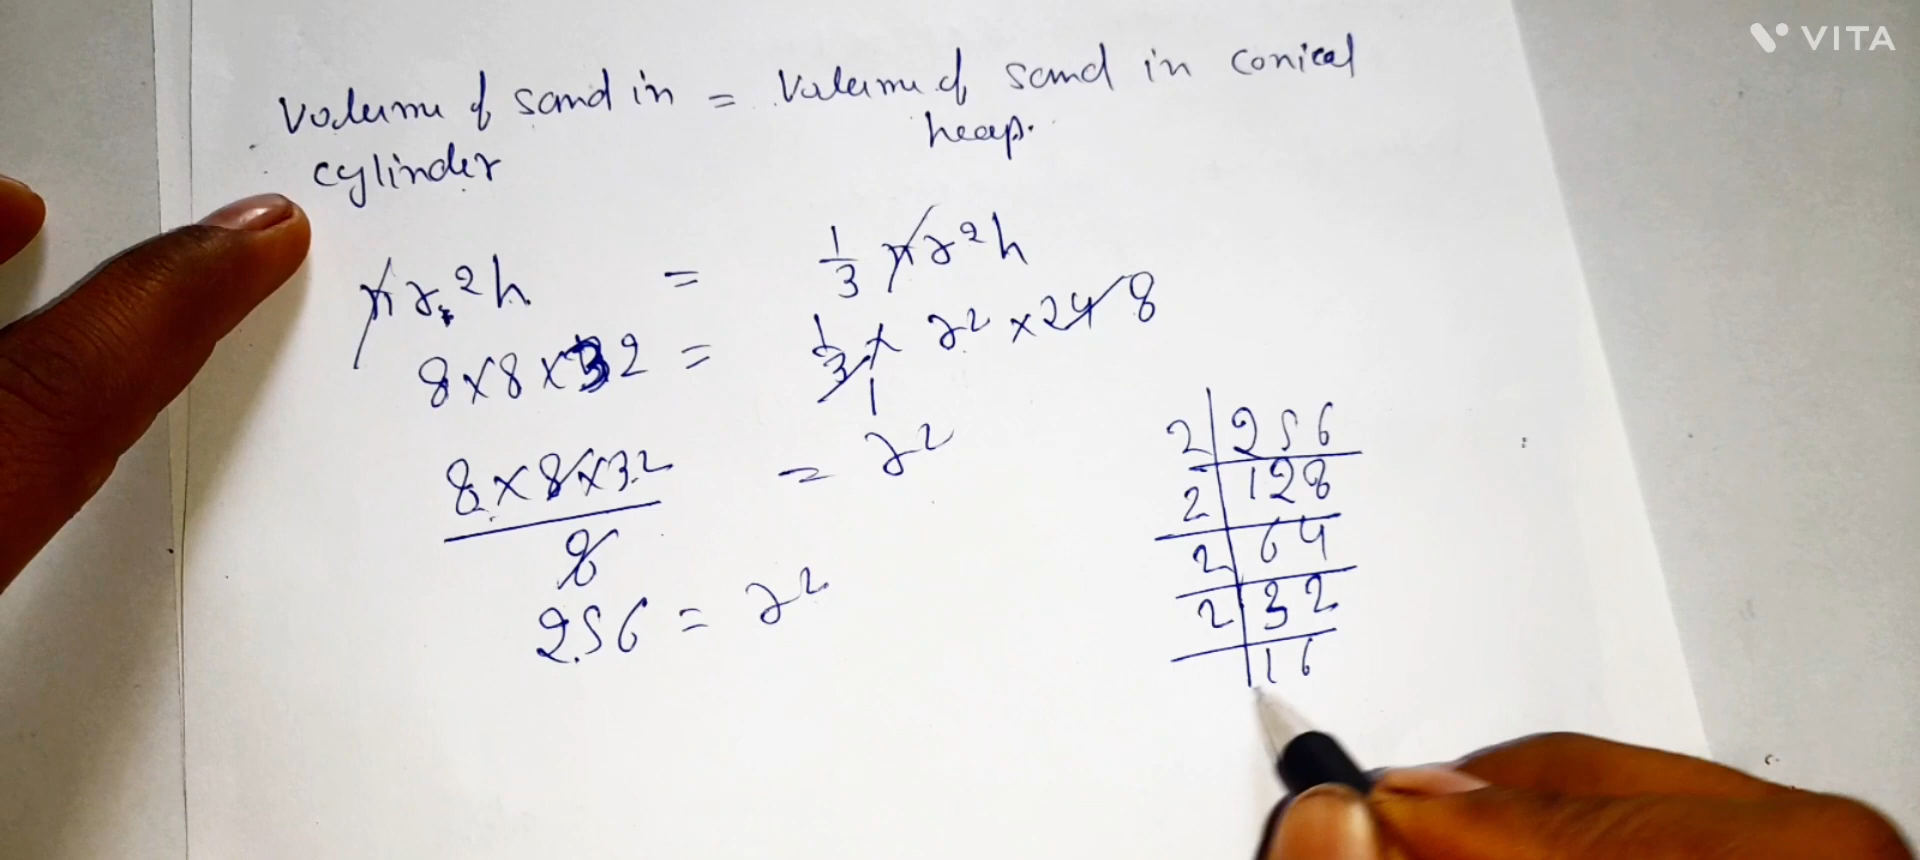 VITA
Volume of sand in = Volume of sand in conical
cylinder heap.
πr²h = 1/3 πr²h
8×8×32 = 1/3 × r² × 24 8
1
8×8×32 / 8 = r²
256 = r²
2 | 256
2 | 128
2 | 64
2 | 32
16